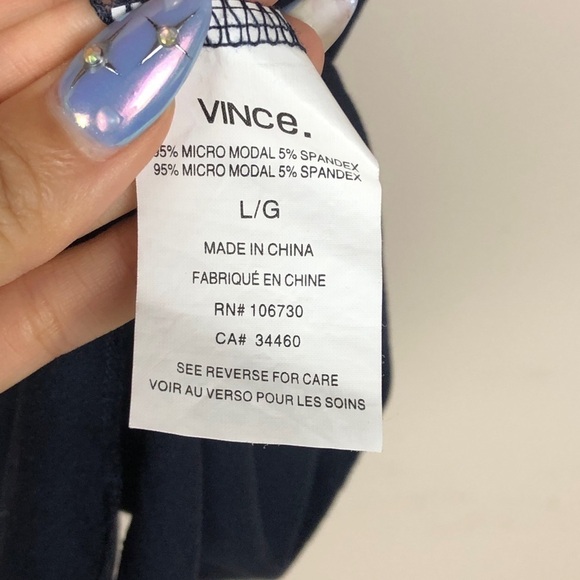 VINCe.
95% MICRO MODAL 5% SPANDEX
95% MICRO MODAL 5% SPANDEX
L/G
MADE IN CHINA
FABRIQUÉ EN CHINE
RN# 106730
CA# 34460
SEE REVERSE FOR CARE
VOIR AU VERSO POUR LES SOINS